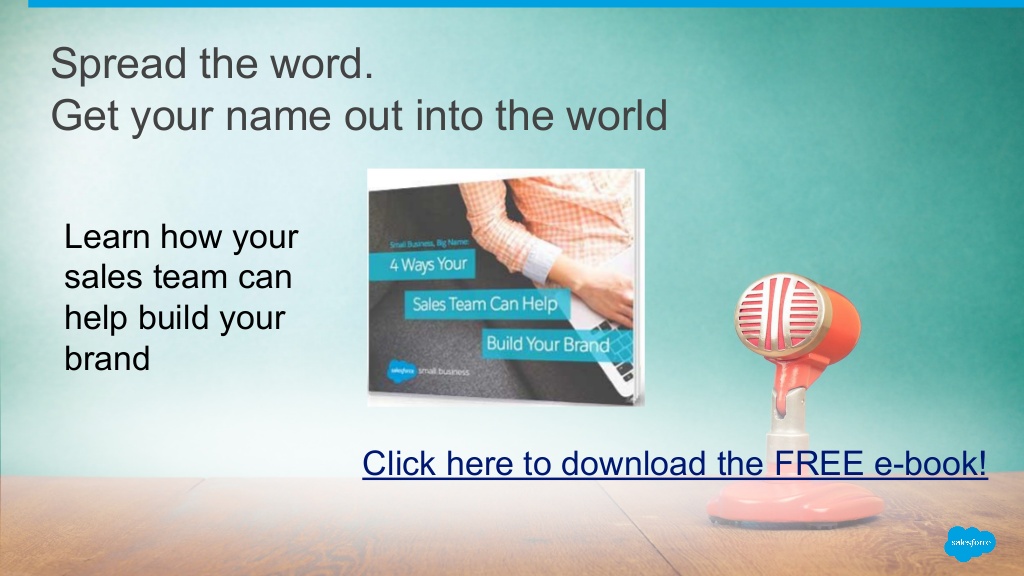 Spread the word.
Get your name out into the world
Learn how your
sales team can
help build your
brand
Small Business, Big Name:
4 Ways Your
Sales Team Can Help
Build Your Brand
salesforce small business
Click here to download the FREE e-book!
salesforce